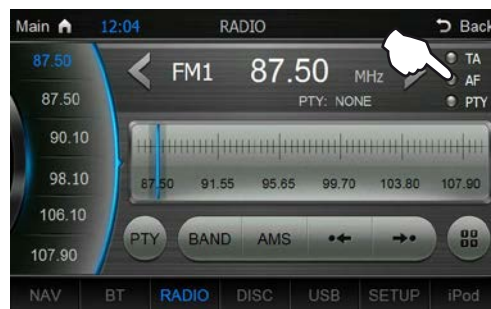 Main 12:04 RADIO Back
87.50
87.50
90.10
98.10
106.10
107.90
FM1 87.50 MHz
PTY: NONE
TA
AF
PTY
87.50 91.55 95.65 99.70 103.80 107.90
PTY BAND AMS
NAV BT RADIO DISC USB SETUP iPod